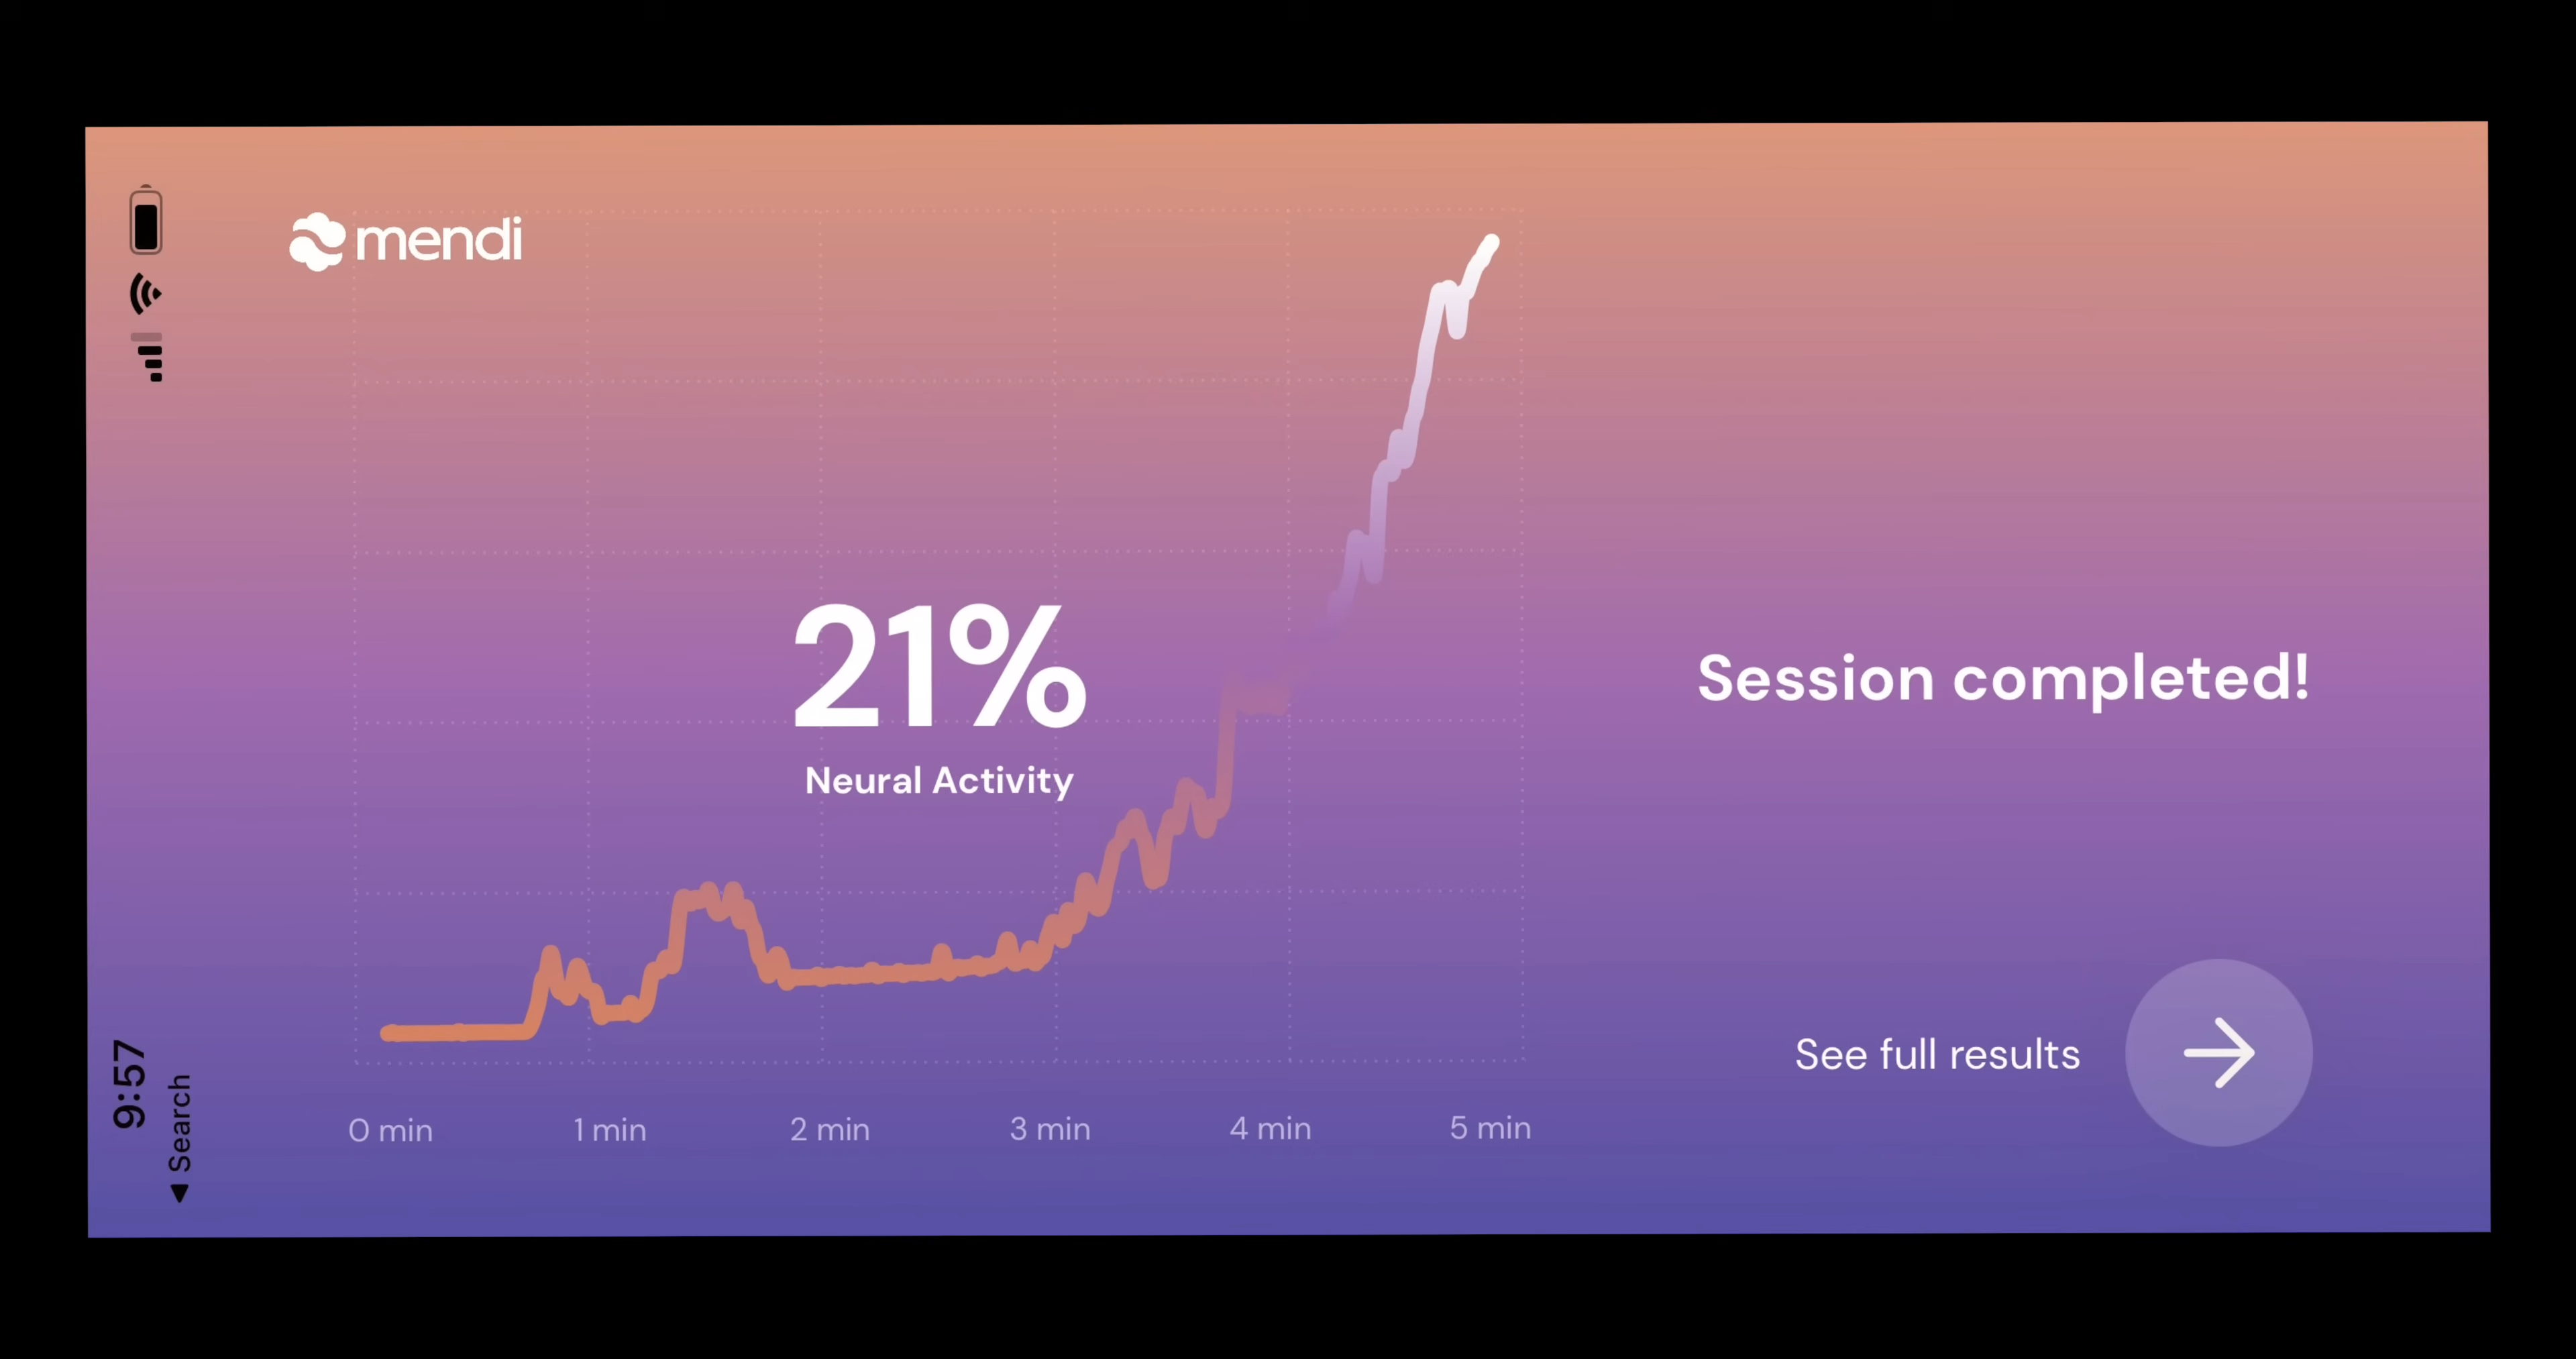 9:57
Search
mendi
21%
Neural Activity
0 min
1 min
2 min
3 min
4 min
5 min
Session completed!
See full results